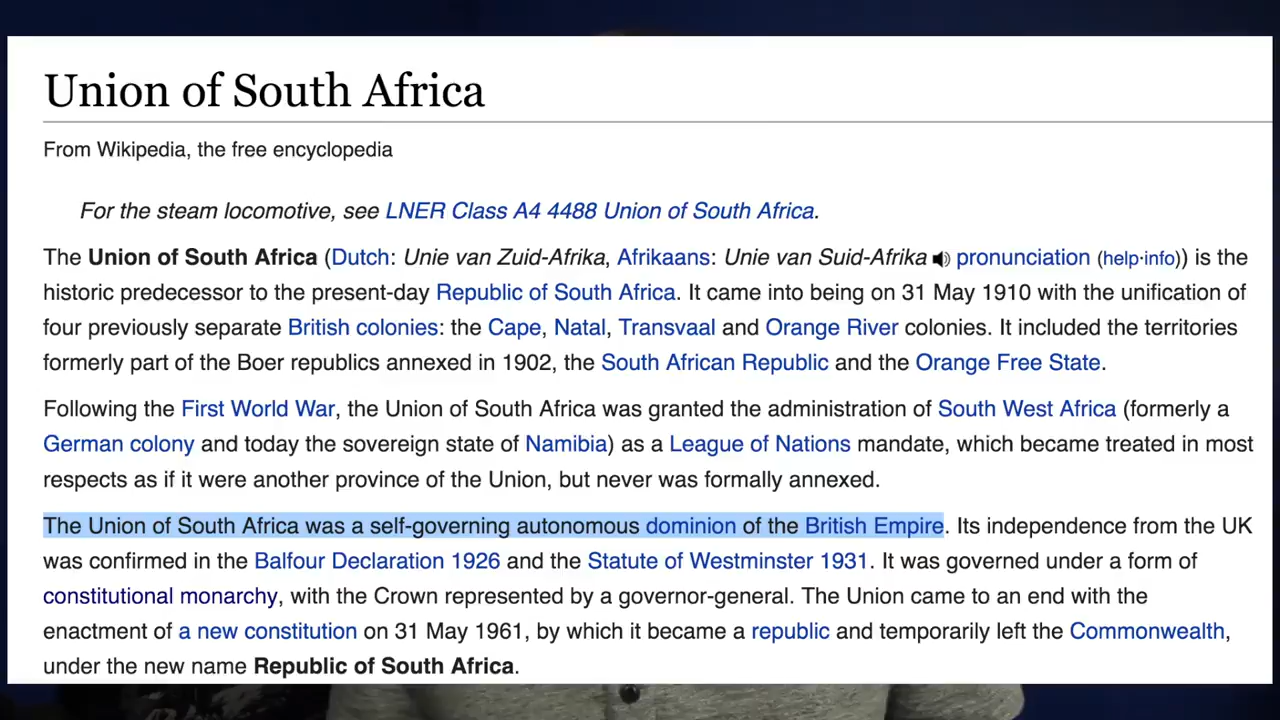 Union of South Africa
From Wikipedia, the free encyclopedia
For the steam locomotive, see LNER Class A4 4488 Union of South Africa.
The Union of South Africa (Dutch: Unie van Zuid-Afrika, Afrikaans: Unie van Suid-Afrika pronunciation (help·info)) is the
historic predecessor to the present-day Republic of South Africa. It came into being on 31 May 1910 with the unification of
four previously separate British colonies: the Cape, Natal, Transvaal and Orange River colonies. It included the territories
formerly part of the Boer republics annexed in 1902, the South African Republic and the Orange Free State.
Following the First World War, the Union of South Africa was granted the administration of South West Africa (formerly a
German colony and today the sovereign state of Namibia) as a League of Nations mandate, which became treated in most
respects as if it were another province of the Union, but never was formally annexed.
The Union of South Africa was a self-governing autonomous dominion of the British Empire. Its independence from the UK
was confirmed in the Balfour Declaration 1926 and the Statute of Westminster 1931. It was governed under a form of
constitutional monarchy, with the Crown represented by a governor-general. The Union came to an end with the
enactment of a new constitution on 31 May 1961, by which it became a republic and temporarily left the Commonwealth,
under the new name Republic of South Africa.